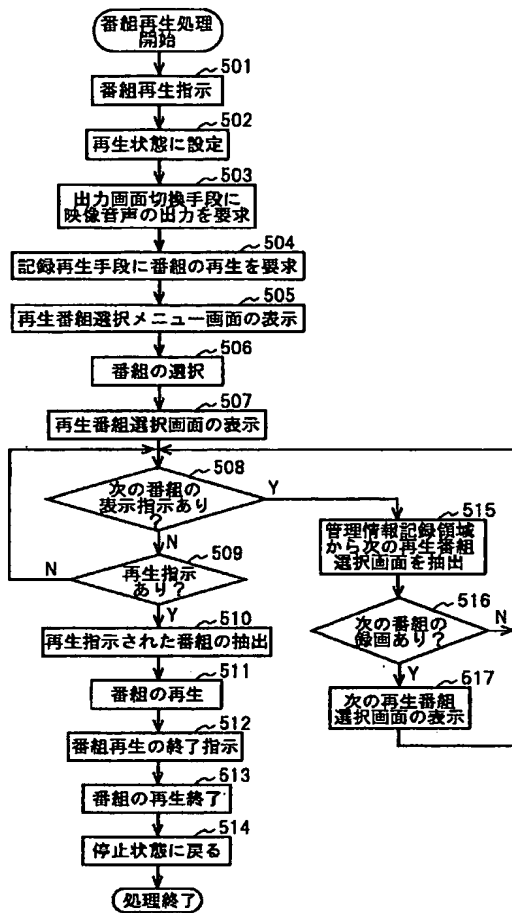 番組再生処理
開始
501
番組再生指示
502
再生状態に設定
503
出力画面切換手段に
映像音声の出力を要求
504
記録再生手段に番組の再生を要求
505
再生番組選択メニュー画面の表示
506
番組の選択
507
再生番組選択画面の表示
508
次の番組の
表示指示あり
?
Y
N
509
再生指示
あり?
N
Y
510
再生指示された番組の抽出
511
番組の再生
512
番組再生の終了指示
513
番組の再生終了
514
停止状態に戻る
処理終了
515
管理情報記録領域
から次の再生番組
選択画面を抽出
516
次の番組の
録画あり?
N
Y
517
次の再生番組
選択画面の表示